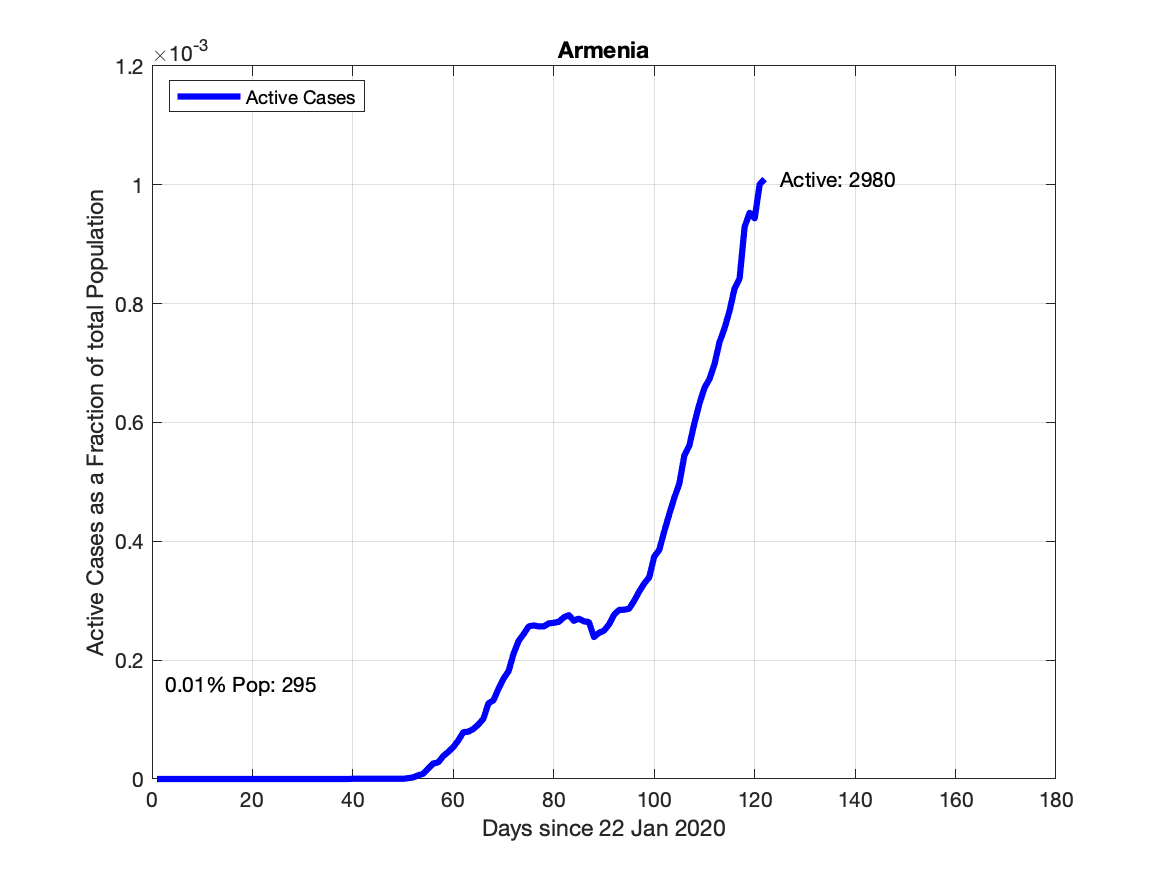 Armenia
×10-3
Active Cases
Active: 2980
0.01% Pop: 295
Active Cases as a Fraction of total Population
1.2
1
0.8
0.6
0.4
0.2
0
0 20 40 60 80 100 120 140 160 180
Days since 22 Jan 2020